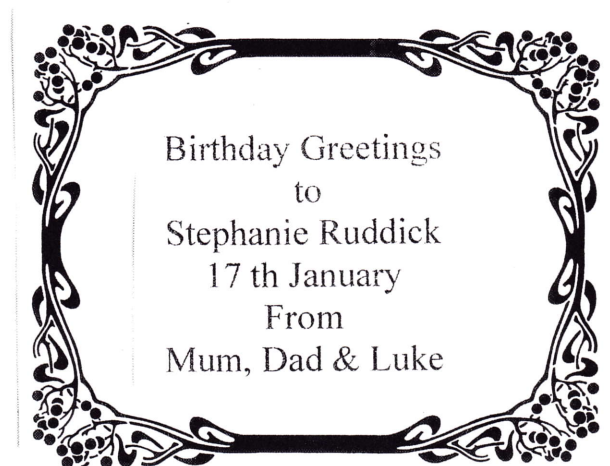 Birthday Greetings
to
Stephanie Ruddick
17 th January
From
Mum, Dad & Luke